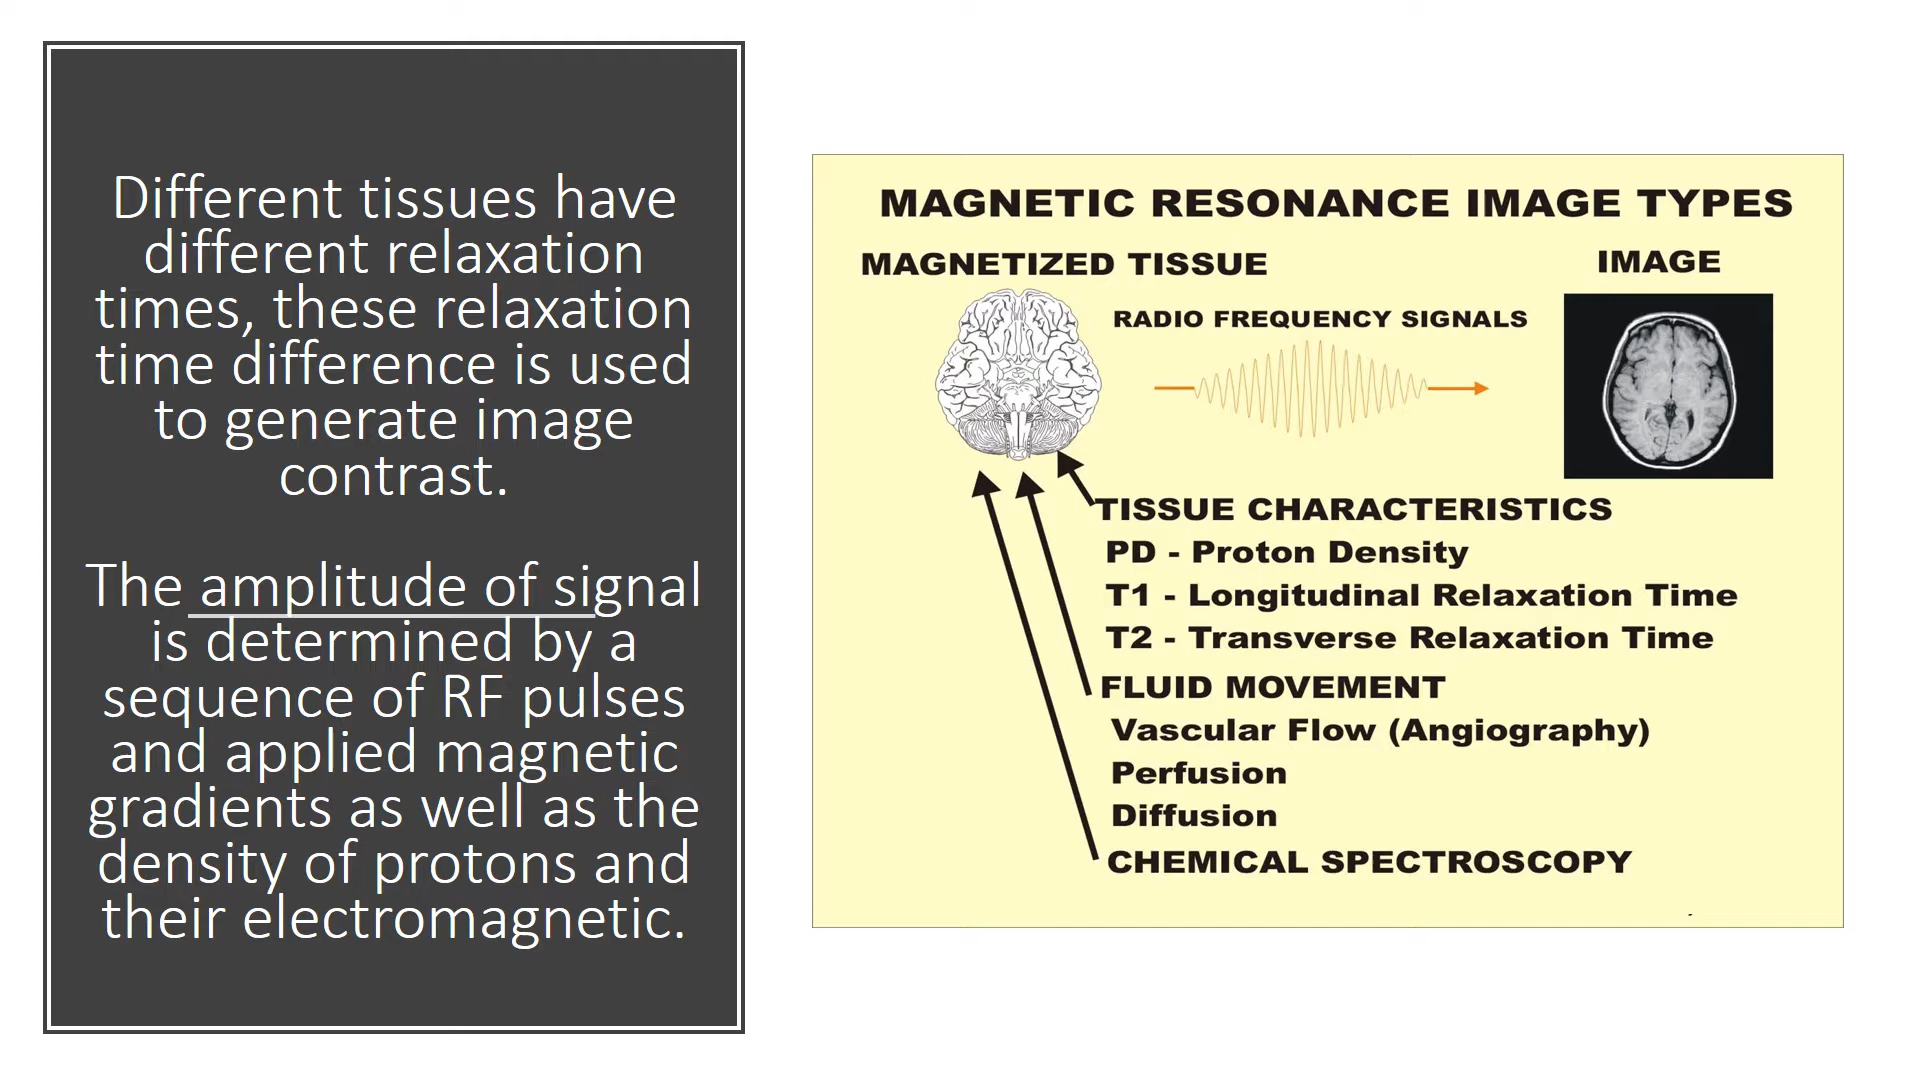 Different tissues have
different relaxation
times, these relaxation
time difference is used
to generate image
contrast.
The amplitude of signal
is determined by a
sequence of RF pulses
and applied magnetic
gradients as well as the
density of protons and
their electromagnetic.
MAGNETIC RESONANCE IMAGE TYPES
MAGNETIZED TISSUE
IMAGE
RADIO FREQUENCY SIGNALS
TISSUE CHARACTERISTICS
PD - Proton Density
T1 - Longitudinal Relaxation Time
T2 - Transverse Relaxation Time
FLUID MOVEMENT
Vascular Flow (Angiography)
Perfusion
Diffusion
CHEMICAL SPECTROSCOPY